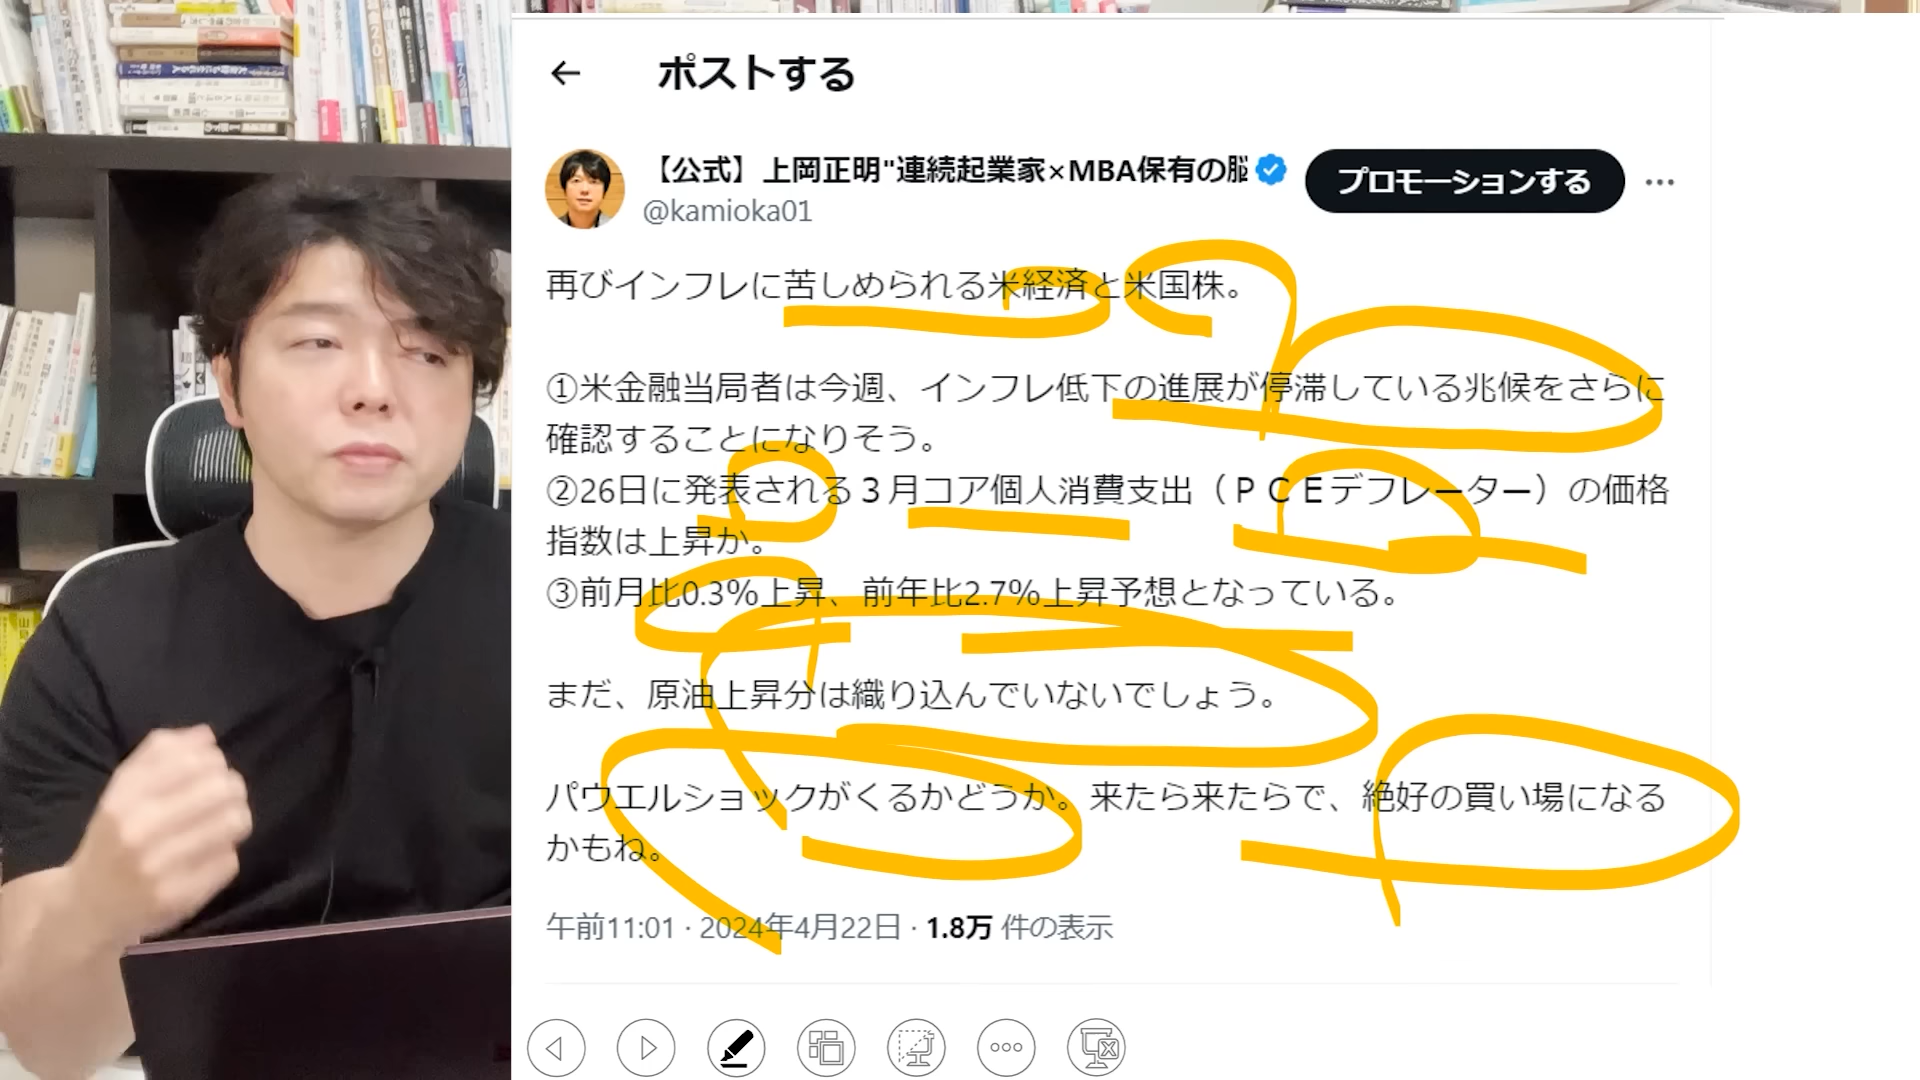 ポストする
【公式】上岡正明"連続起業家×MBA保有の脳
プロモーションする
@kamioka01
再びインフレに苦しめられる米経済と米国株。
①米金融当局者は今週、インフレ低下の進展が停滞している兆候をさらに
確認することになりそう。
②26日に発表される３月コア個人消費支出（ＰＣＥデフレーター）の価格
指数は上昇か。
③前月比0.3%上昇、前年比2.7%上昇予想となっている。
まだ、原油上昇分は織り込んでいないでしょう。
パウエルショックがくるかどうか。来たら来たらで、絶好の買い場になる
かもね。
午前11:01 · 2024年4月22日 · 1.8万 件の表示